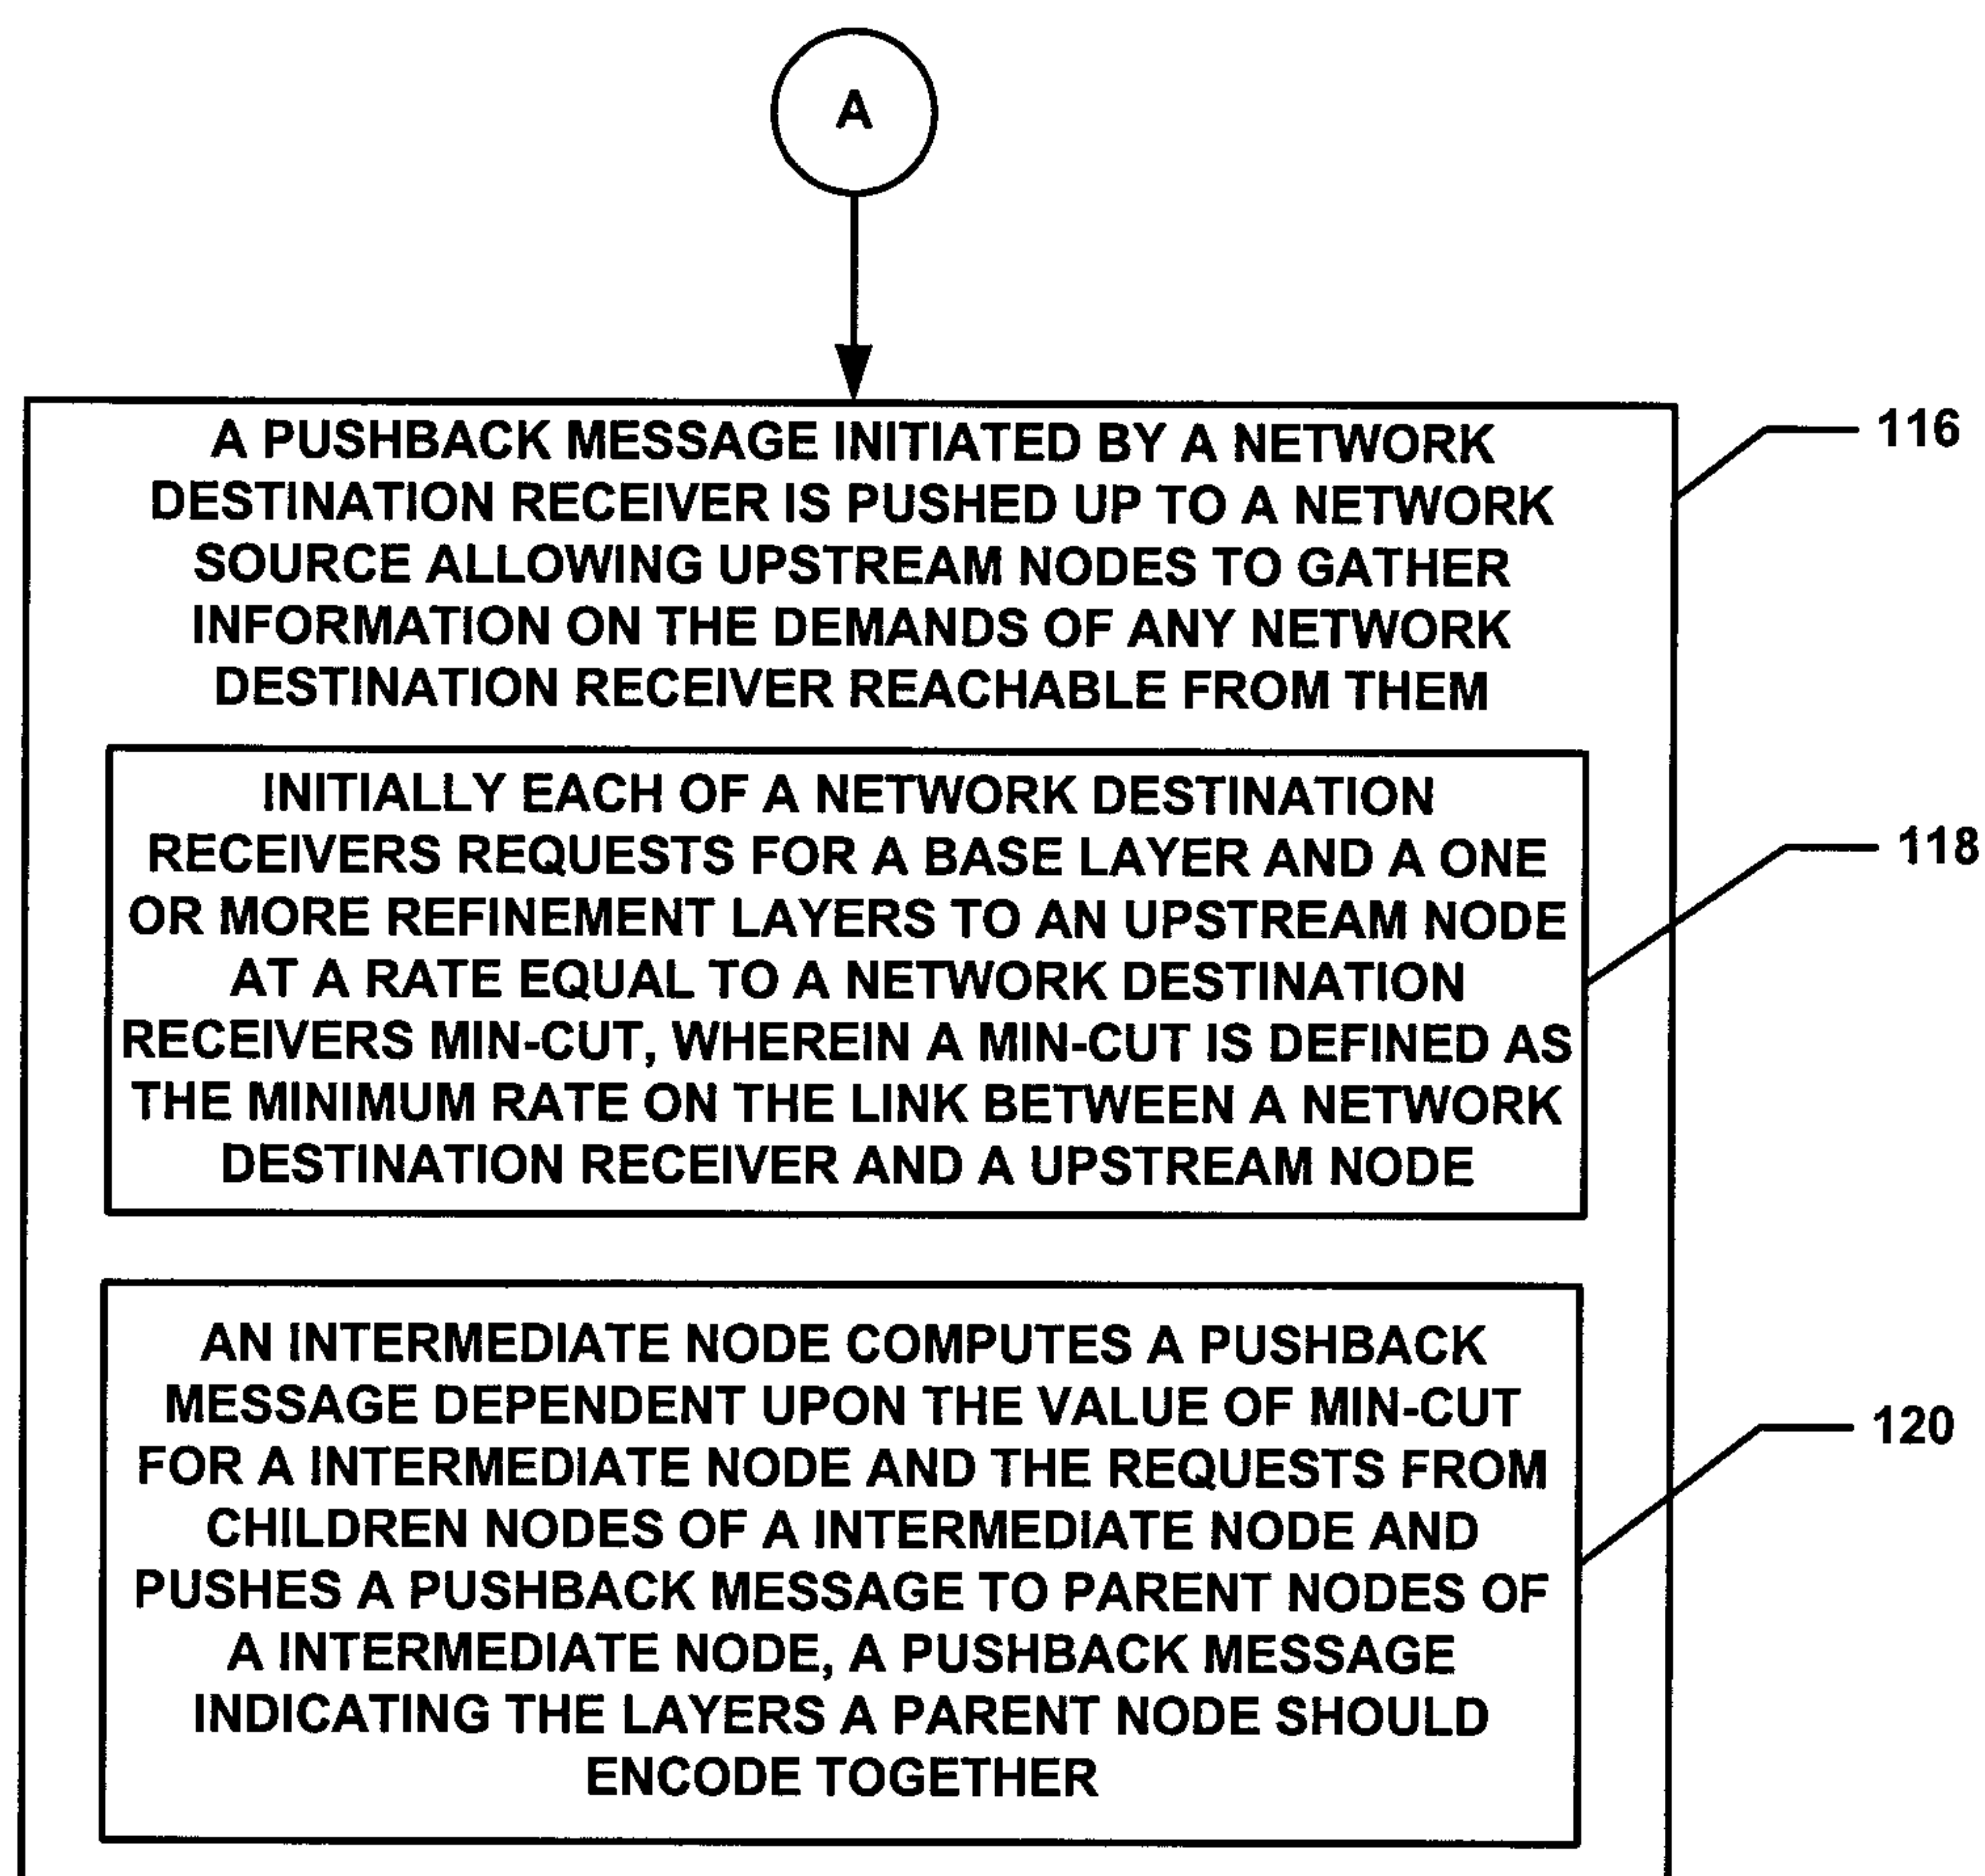 A
A PUSHBACK MESSAGE INITIATED BY A NETWORK
DESTINATION RECEIVER IS PUSHED UP TO A NETWORK
SOURCE ALLOWING UPSTREAM NODES TO GATHER
INFORMATION ON THE DEMANDS OF ANY NETWORK
DESTINATION RECEIVER REACHABLE FROM THEM
116
INITIALLY EACH OF A NETWORK DESTINATION
RECEIVERS REQUESTS FOR A BASE LAYER AND A ONE
OR MORE REFINEMENT LAYERS TO AN UPSTREAM NODE
AT A RATE EQUAL TO A NETWORK DESTINATION
RECEIVERS MIN-CUT, WHEREIN A MIN-CUT IS DEFINED AS
THE MINIMUM RATE ON THE LINK BETWEEN A NETWORK
DESTINATION RECEIVER AND A UPSTREAM NODE
118
AN INTERMEDIATE NODE COMPUTES A PUSHBACK
MESSAGE DEPENDENT UPON THE VALUE OF MIN-CUT
FOR A INTERMEDIATE NODE AND THE REQUESTS FROM
CHILDREN NODES OF A INTERMEDIATE NODE AND
PUSHES A PUSHBACK MESSAGE TO PARENT NODES OF
A INTERMEDIATE NODE, A PUSHBACK MESSAGE
INDICATING THE LAYERS A PARENT NODE SHOULD
ENCODE TOGETHER
120